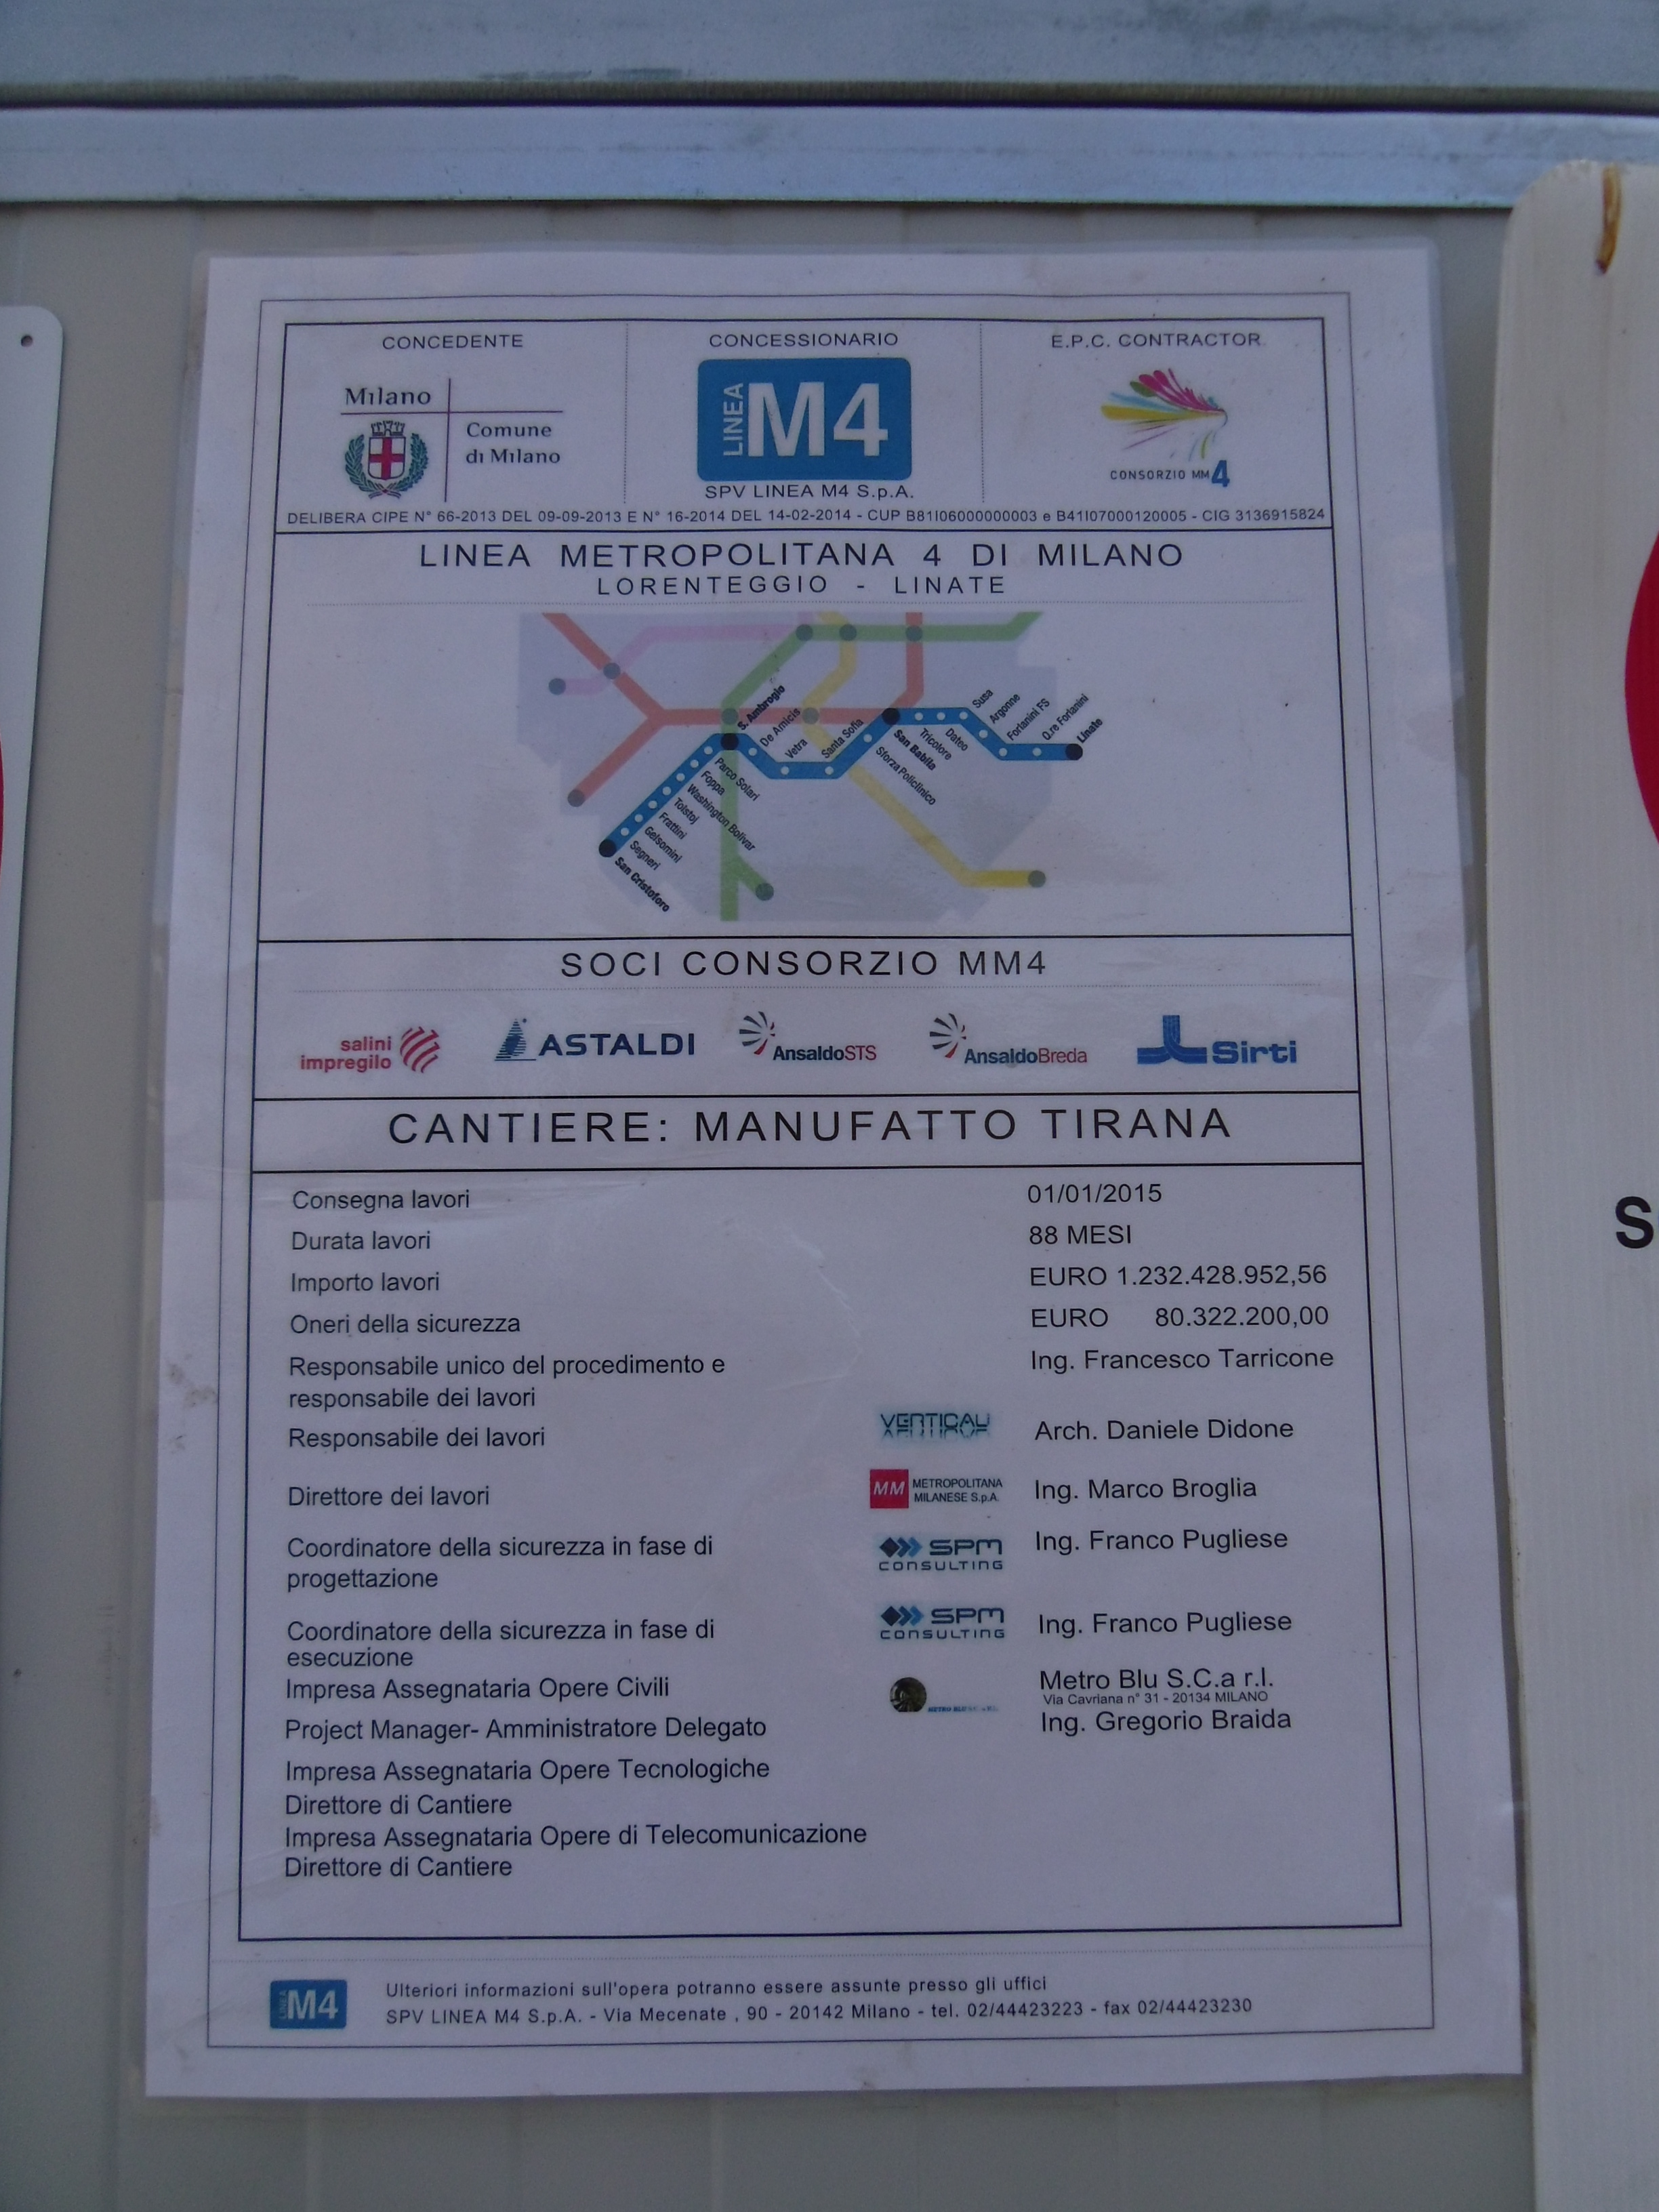 CONCEDENTE
CONCESSIONARIO
E.P.C. CONTRACTOR
Milano
Comune
di Milano
LINEA M4
SPV LINEA M4 S.p.A.
CONSORZIO MM4
DELIBERA CIPE N° 66-2013 DEL 09-09-2013 E N° 16-2014 DEL 14-02-2014 - CUP B81I06000000003 e B41I07000120005 - CIG 3136915824
LINEA METROPOLITANA 4 DI MILANO
LORENTEGGIO - LINATE
San Cristoforo
Segneri
Gelsomini
Frattini
Tolstoj
Washington Bolivar
Foppa
Parco Solari
S. Ambrogio
De Amicis
Vetra
Santa Sofia
Sforza Policlinico
San Babila
Tricolore
Dateo
Susa
Argonne
Forlanini FS
Q.re Forlanini
Linate
SOCI CONSORZIO MM4
salini
impregilo
ASTALDI
AnsaldoSTS
AnsaldoBreda
Sirti
CANTIERE: MANUFATTO TIRANA
Consegna lavori 01/01/2015
Durata lavori 88 MESI
Importo lavori EURO 1.232.428.952,56
Oneri della sicurezza EURO 80.322.200,00
Responsabile unico del procedimento e Ing. Francesco Tarricone
responsabile dei lavori
Responsabile dei lavori VERTICALI Arch. Daniele Didone
Direttore dei lavori MM METROPOLITANA MILANESE S.p.A. Ing. Marco Broglia
Coordinatore della sicurezza in fase di SPM CONSULTING Ing. Franco Pugliese
progettazione
Coordinatore della sicurezza in fase di SPM CONSULTING Ing. Franco Pugliese
esecuzione
Impresa Assegnataria Opere Civili METRO BLU Metro Blu S.C.a r.l.
Via Cavriana n° 31 - 20134 MILANO
Project Manager- Amministratore Delegato Ing. Gregorio Braida
Impresa Assegnataria Opere Tecnologiche
Direttore di Cantiere
Impresa Assegnataria Opere di Telecomunicazione
Direttore di Cantiere
LINEA M4
Ulteriori informazioni sull'opera potranno essere assunte presso gli uffici
SPV LINEA M4 S.p.A. - Via Mecenate , 90 - 20142 Milano - tel. 02/44423223 - fax 02/44423230
S